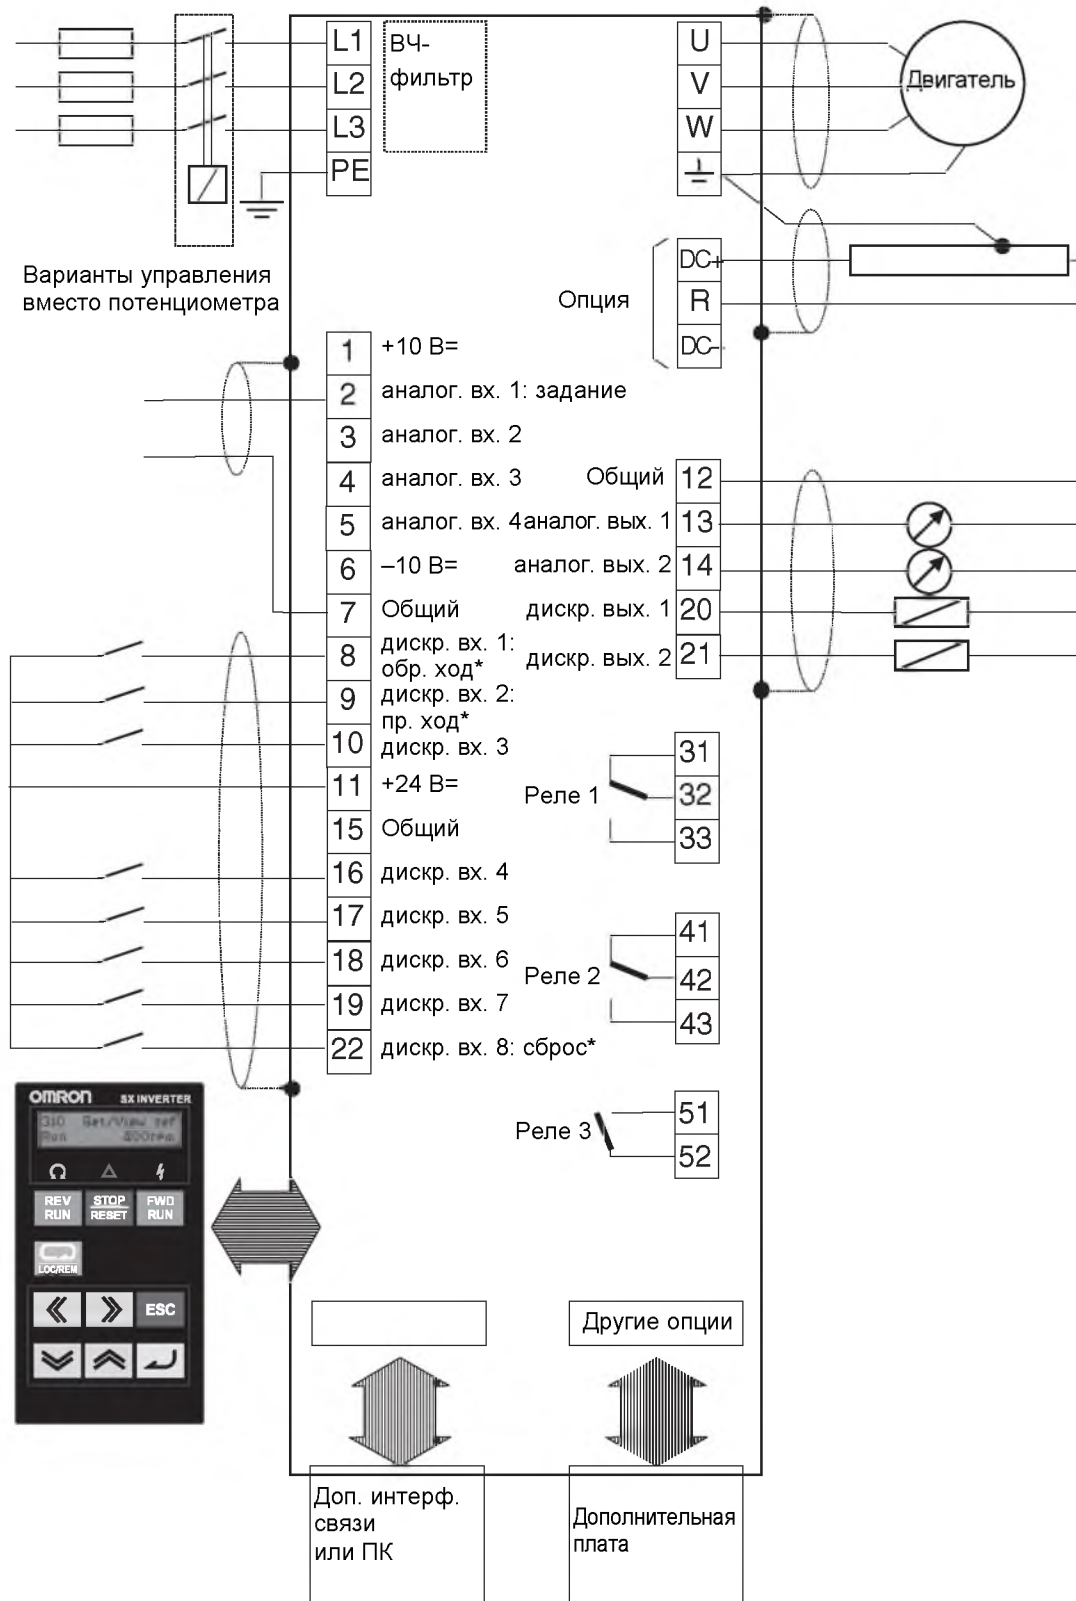 L1
ВЧ-
фильтр
L2
L3
PE
U
V
W
Двигатель
Варианты управления
вместо потенциометра
Опция
DC+
R
DC-
1 +10 В=
2 аналог. вх. 1: задание
3 аналог. вх. 2
4 аналог. вх. 3
5 аналог. вх. 4
6 –10 В=
7 Общий
8 дискр. вх. 1:
обр. ход*
9 дискр. вх. 2:
пр. ход*
10 дискр. вх. 3
11 +24 В=
15 Общий
16 дискр. вх. 4
17 дискр. вх. 5
18 дискр. вх. 6
19 дискр. вх. 7
22 дискр. вх. 8: сброс*
Общий 12
аналог. вых. 1 13
аналог. вых. 2 14
дискр. вых. 1 20
дискр. вых. 2 21
Реле 1
31
32
33
Реле 2
41
42
43
Реле 3
51
52
OMRON SX INVERTER
310 Set/View ref
Run 300rpm
REV
RUN
STOP
RESET
FWD
RUN
LOC/REM
ESC
Другие опции
Доп. интерф.
связи
или ПК
Дополнительная
плата